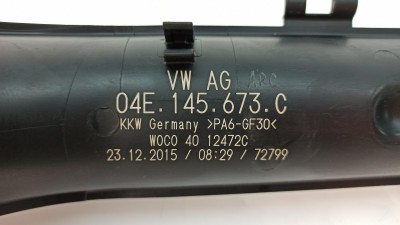 VW AG
04E.145.673.C
KKW Germany >PA6-GF30<
WOCO 40 12472C
23.12.2015 / 08:29 / 72799